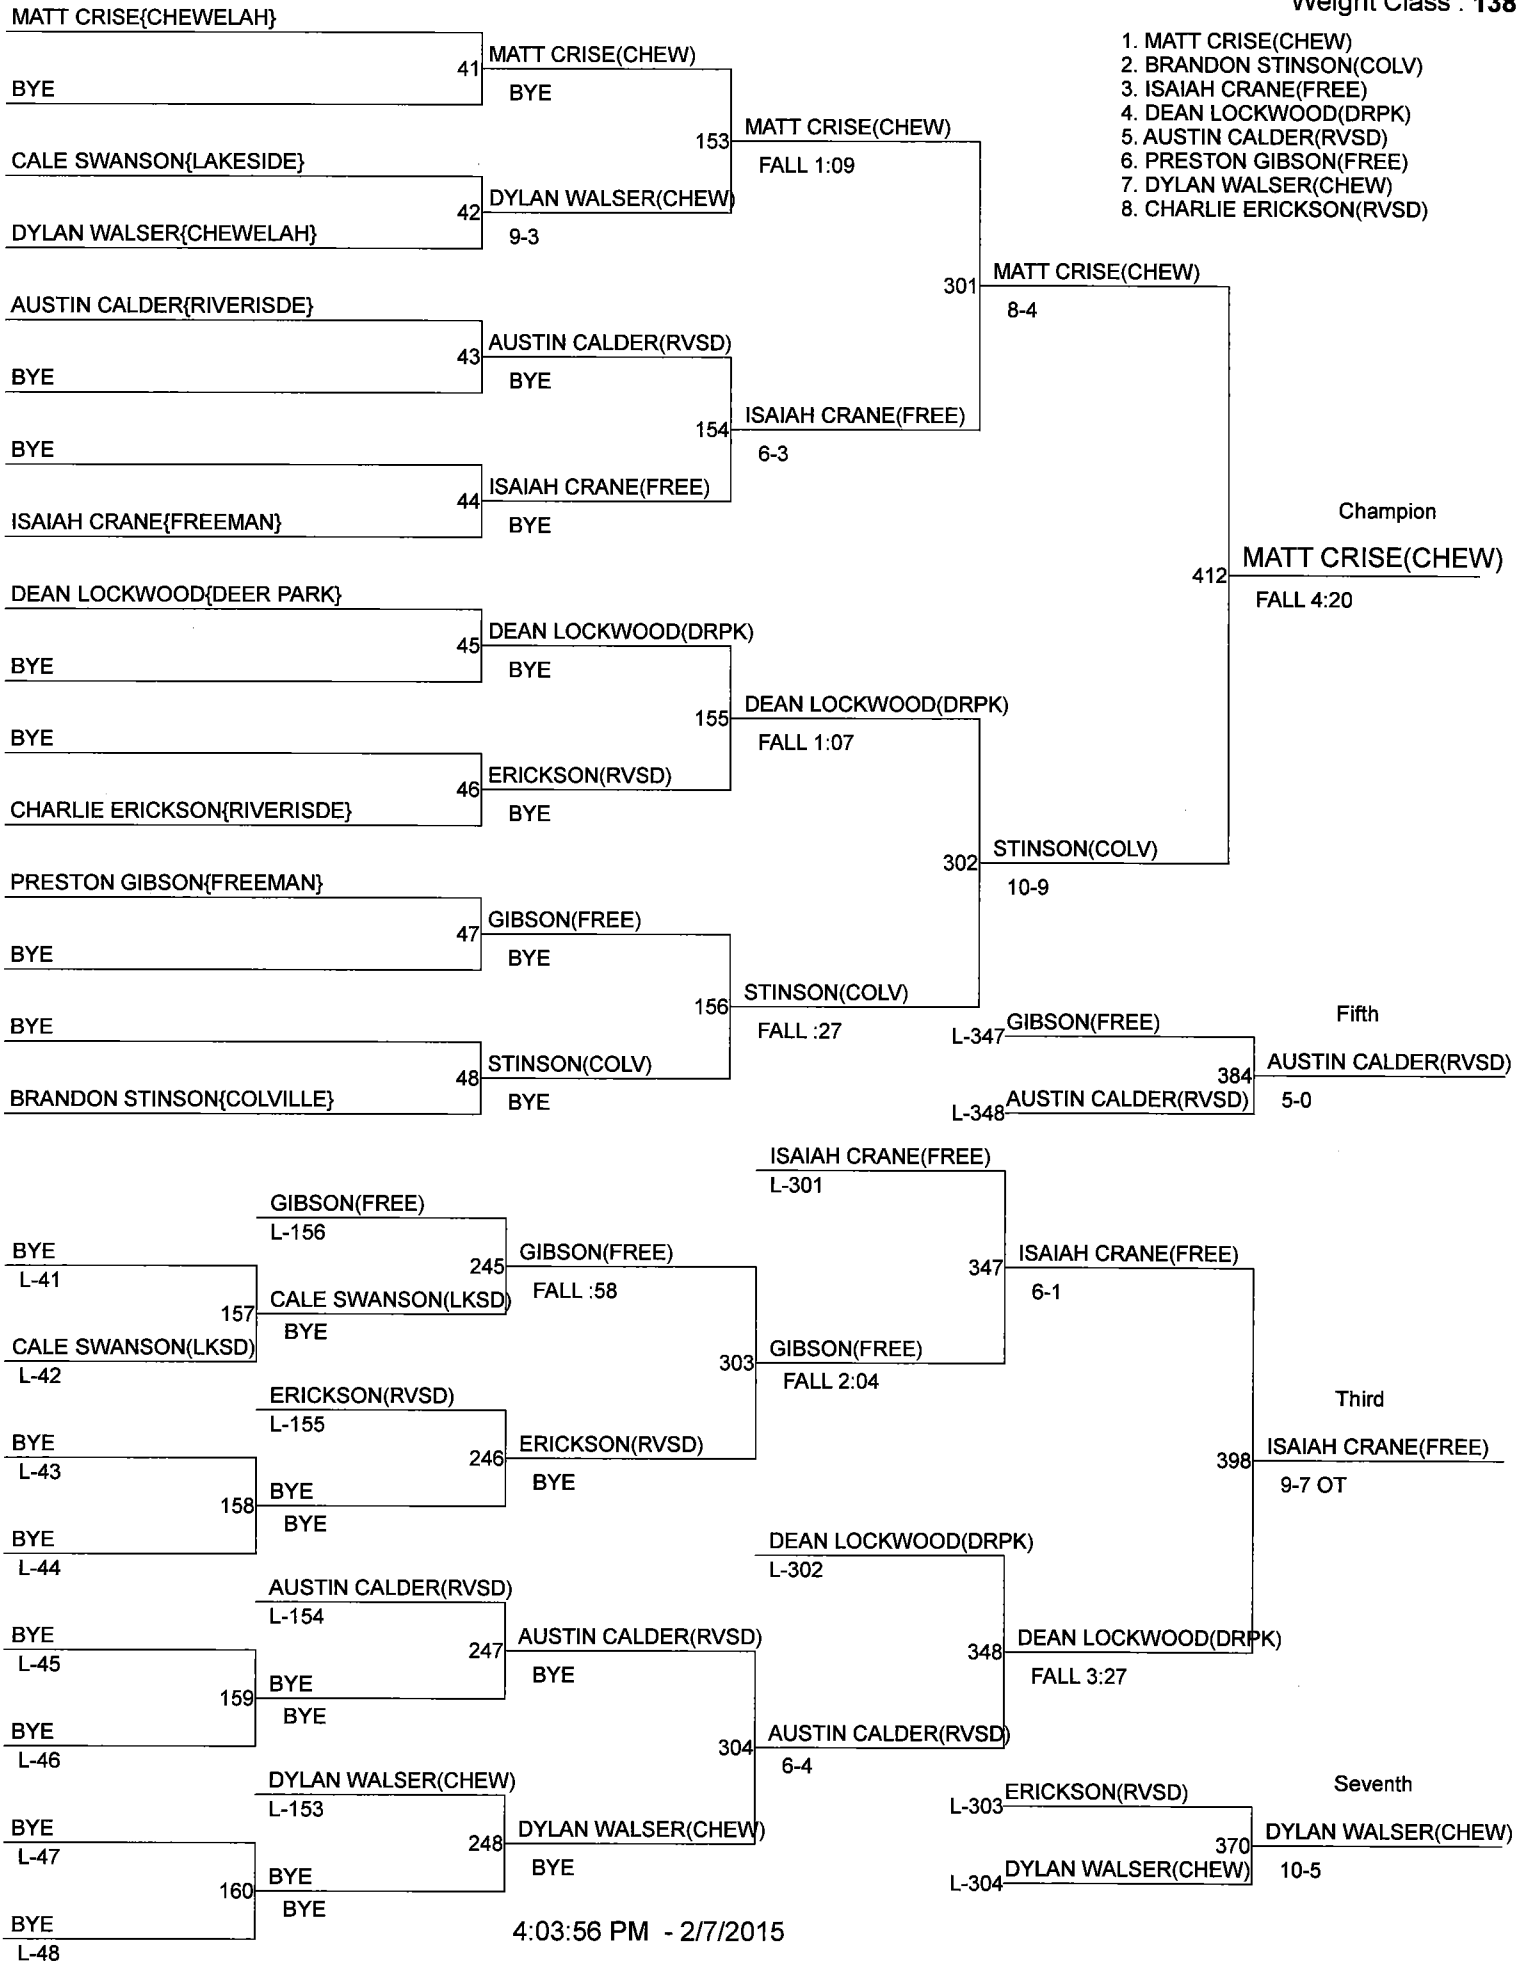 Weight Class : 138
1. MATT CRISE(CHEW)
2. BRANDON STINSON(COLV)
3. ISAIAH CRANE(FREE)
4. DEAN LOCKWOOD(DRPK)
5. AUSTIN CALDER(RVSD)
6. PRESTON GIBSON(FREE)
7. DYLAN WALSER(CHEW)
8. CHARLIE ERICKSON(RVSD)
MATT CRISE{CHEWELAH}
BYE
CALE SWANSON{LAKESIDE}
DYLAN WALSER{CHEWELAH}
AUSTIN CALDER{RIVERISDE}
BYE
BYE
ISAIAH CRANE{FREEMAN}
DEAN LOCKWOOD{DEER PARK}
BYE
BYE
CHARLIE ERICKSON{RIVERISDE}
PRESTON GIBSON{FREEMAN}
BYE
BYE
BRANDON STINSON{COLVILLE}
41 MATT CRISE(CHEW)
BYE
42 DYLAN WALSER(CHEW)
9-3
43 AUSTIN CALDER(RVSD)
BYE
44 ISAIAH CRANE(FREE)
BYE
45 DEAN LOCKWOOD(DRPK)
BYE
46 ERICKSON(RVSD)
BYE
47 GIBSON(FREE)
BYE
48 STINSON(COLV)
BYE
153 MATT CRISE(CHEW)
FALL 1:09
154 ISAIAH CRANE(FREE)
6-3
155 DEAN LOCKWOOD(DRPK)
FALL 1:07
156 STINSON(COLV)
FALL :27
301 MATT CRISE(CHEW)
8-4
302 STINSON(COLV)
10-9
Champion
412 MATT CRISE(CHEW)
FALL 4:20
Fifth
L-347 GIBSON(FREE)
L-348 AUSTIN CALDER(RVSD)
384 AUSTIN CALDER(RVSD)
5-0
BYE
L-41
CALE SWANSON(LKSD)
L-42
BYE
L-43
BYE
L-44
BYE
L-45
BYE
L-46
BYE
L-47
BYE
L-48
GIBSON(FREE)
L-156
157 CALE SWANSON(LKSD)
BYE
ERICKSON(RVSD)
L-155
158 BYE
BYE
AUSTIN CALDER(RVSD)
L-154
159 BYE
BYE
DYLAN WALSER(CHEW)
L-153
160 BYE
BYE
245 GIBSON(FREE)
FALL :58
246 ERICKSON(RVSD)
BYE
247 AUSTIN CALDER(RVSD)
BYE
248 DYLAN WALSER(CHEW)
BYE
ISAIAH CRANE(FREE)
L-301
303 GIBSON(FREE)
FALL 2:04
DEAN LOCKWOOD(DRPK)
L-302
304 AUSTIN CALDER(RVSD)
6-4
347 ISAIAH CRANE(FREE)
6-1
348 DEAN LOCKWOOD(DRPK)
FALL 3:27
Third
398 ISAIAH CRANE(FREE)
9-7 OT
Seventh
L-303 ERICKSON(RVSD)
L-304 DYLAN WALSER(CHEW)
370 DYLAN WALSER(CHEW)
10-5
4:03:56 PM - 2/7/2015